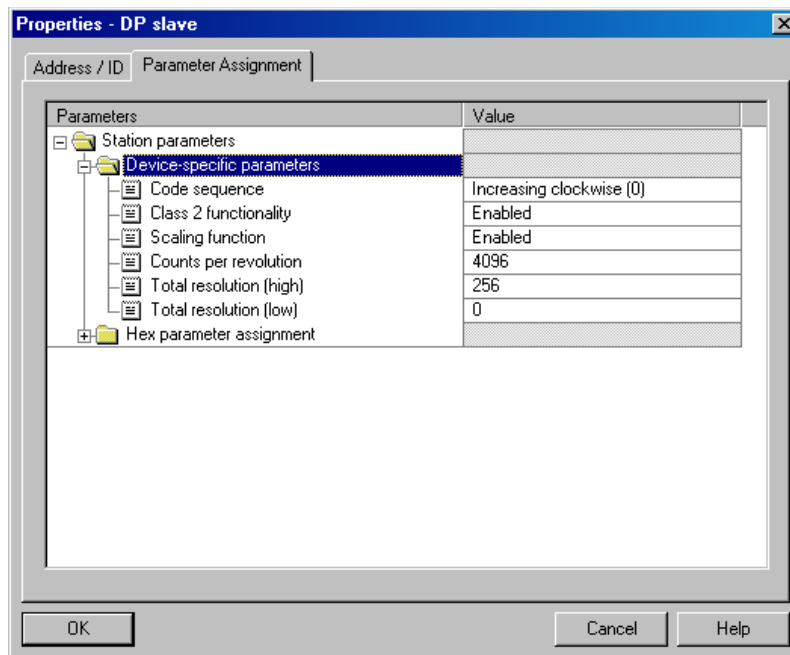 Properties - DP slave
Address / ID Parameter Assignment
Parameters Value
Station parameters
Device-specific parameters
Code sequence Increasing clockwise (0)
Class 2 functionality Enabled
Scaling function Enabled
Counts per revolution 4096
Total resolution (high) 256
Total resolution (low) 0
Hex parameter assignment
OK Cancel Help